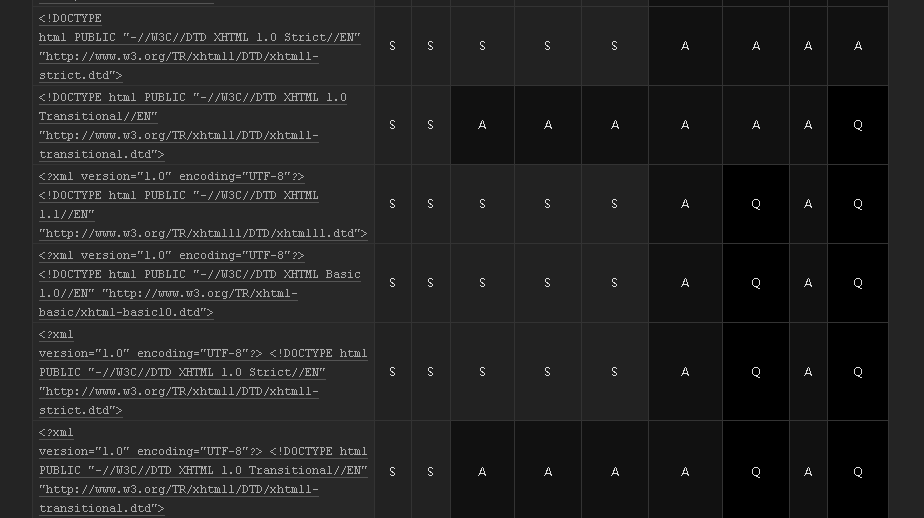 <!DOCTYPE
html PUBLIC "-//W3C//DTD XHTML 1.0 Strict//EN"
"http://www.w3.org/TR/xhtml1/DTD/xhtml1-
strict.dtd">
S S S S S A A A A
<!DOCTYPE html PUBLIC "-//W3C//DTD XHTML 1.0
Transitional//EN"
"http://www.w3.org/TR/xhtml1/DTD/xhtml1-
transitional.dtd">
S S A A A A A A Q
<?xml version="1.0" encoding="UTF-8"?>
<!DOCTYPE html PUBLIC "-//W3C//DTD XHTML
1.1//EN"
"http://www.w3.org/TR/xhtml11/DTD/xhtml11.dtd">
S S S S S A Q A Q
<?xml version="1.0" encoding="UTF-8"?>
<!DOCTYPE html PUBLIC "-//W3C//DTD XHTML Basic
1.0//EN" "http://www.w3.org/TR/xhtml-
basic/xhtml-basic10.dtd">
S S S S S A Q A Q
<?xml
version="1.0" encoding="UTF-8"?> <!DOCTYPE html
PUBLIC "-//W3C//DTD XHTML 1.0 Strict//EN"
"http://www.w3.org/TR/xhtml1/DTD/xhtml1-
strict.dtd">
S S S S S A Q A Q
<?xml
version="1.0" encoding="UTF-8"?> <!DOCTYPE html
PUBLIC "-//W3C//DTD XHTML 1.0 Transitional//EN"
"http://www.w3.org/TR/xhtml1/DTD/xhtml1-
transitional.dtd">
S S A A A A Q A Q